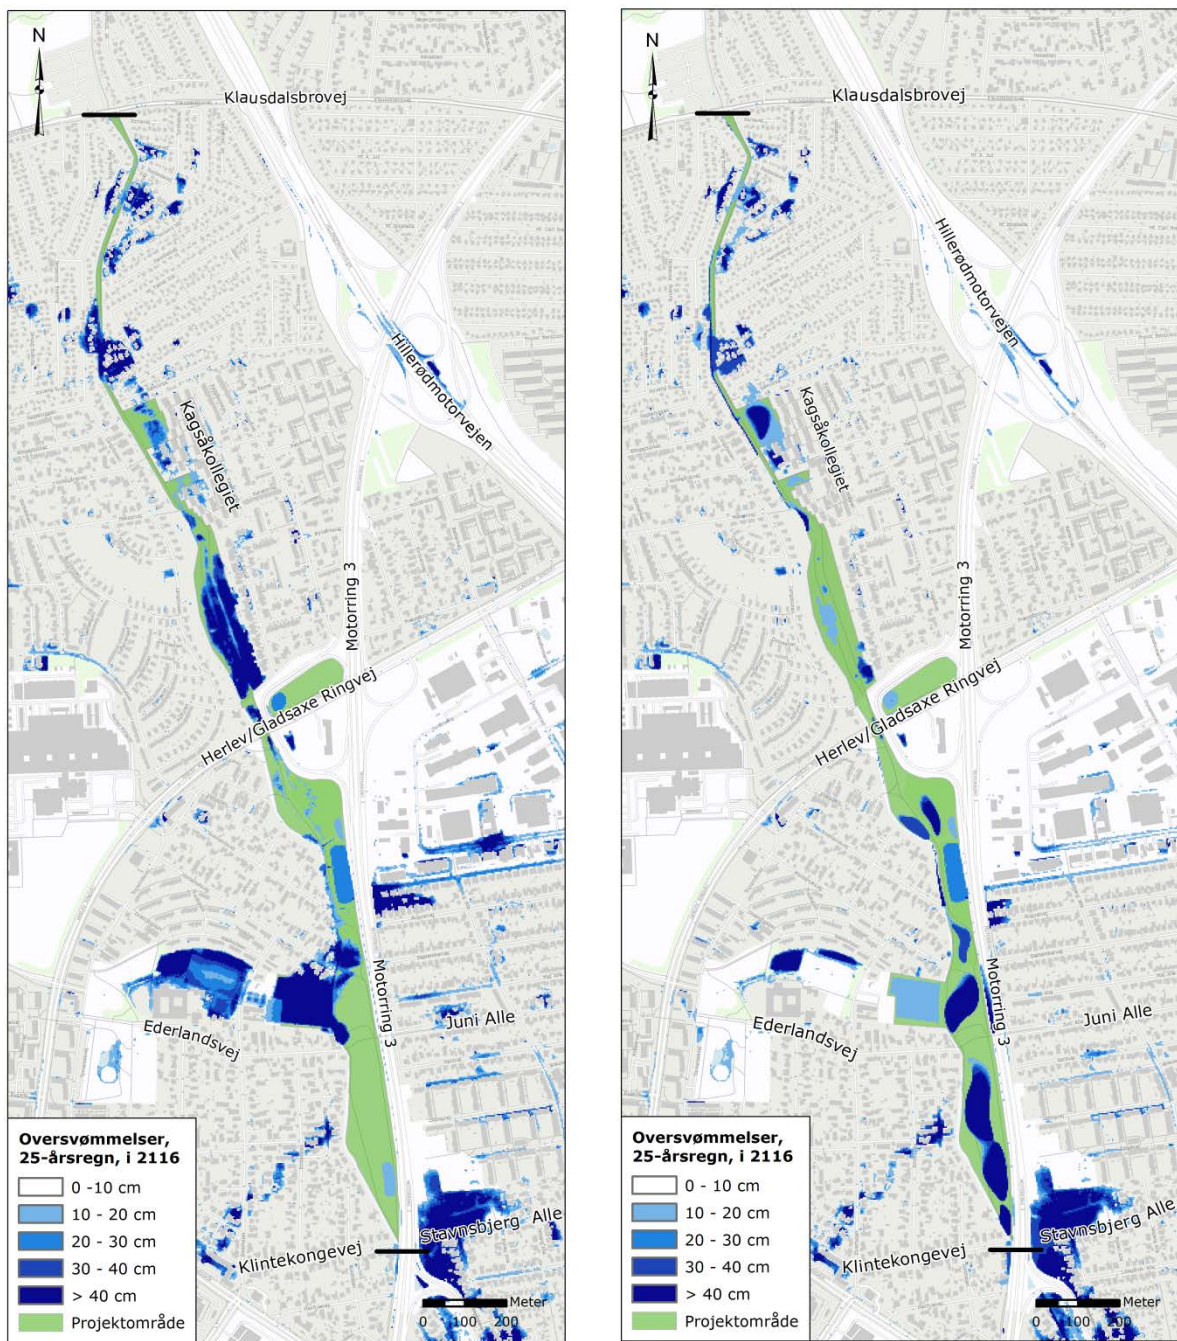 N
Klausdalsbrovej
Hillerødmotorvejen
Kagsåkollegiet
Motorring 3
Herlev/Gladsaxe Ringvej
Motorring 3
Ederlandsvej
Juni Alle
Stavnsbjerg Alle
Klintekongevej
Oversvømmelser,
25-årsregn, i 2116
0 -10 cm
10 - 20 cm
20 - 30 cm
30 - 40 cm
> 40 cm
Projektområde
Meter
0 100 200
N
Klausdalsbrovej
Hillerødmotorvejen
Kagsåkollegiet
Motorring 3
Herlev/Gladsaxe Ringvej
Motorring 3
Ederlandsvej
Juni Alle
Stavnsbjerg Alle
Klintekongevej
Oversvømmelser,
25-årsregn, i 2116
0 - 10 cm
10 - 20 cm
20 - 30 cm
30 - 40 cm
> 40 cm
Projektområde
Meter
0 100 200